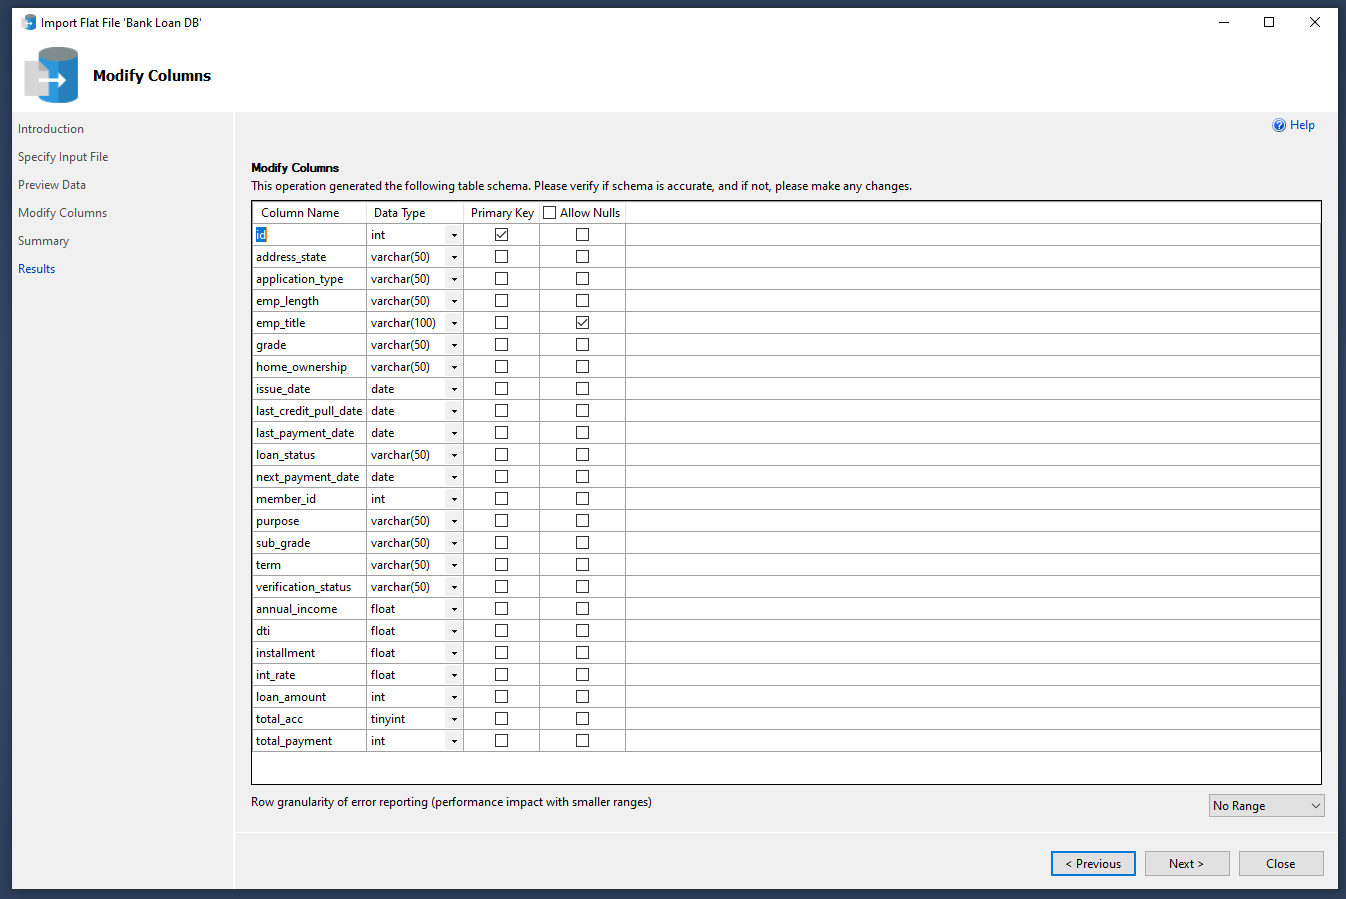 Import Flat File 'Bank Loan DB'
Modify Columns
Introduction
Specify Input File
Preview Data
Modify Columns
Summary
Results
Help
Modify Columns
This operation generated the following table schema. Please verify if schema is accurate, and if not, please make any changes.
Column Name Data Type Primary Key Allow Nulls
id int
address_state varchar(50)
application_type varchar(50)
emp_length varchar(50)
emp_title varchar(100)
grade varchar(50)
home_ownership varchar(50)
issue_date date
last_credit_pull_date date
last_payment_date date
loan_status varchar(50)
next_payment_date date
member_id int
purpose varchar(50)
sub_grade varchar(50)
term varchar(50)
verification_status varchar(50)
annual_income float
dti float
installment float
int_rate float
loan_amount int
total_acc tinyint
total_payment int
Row granularity of error reporting (performance impact with smaller ranges)
No Range
< Previous Next > Close